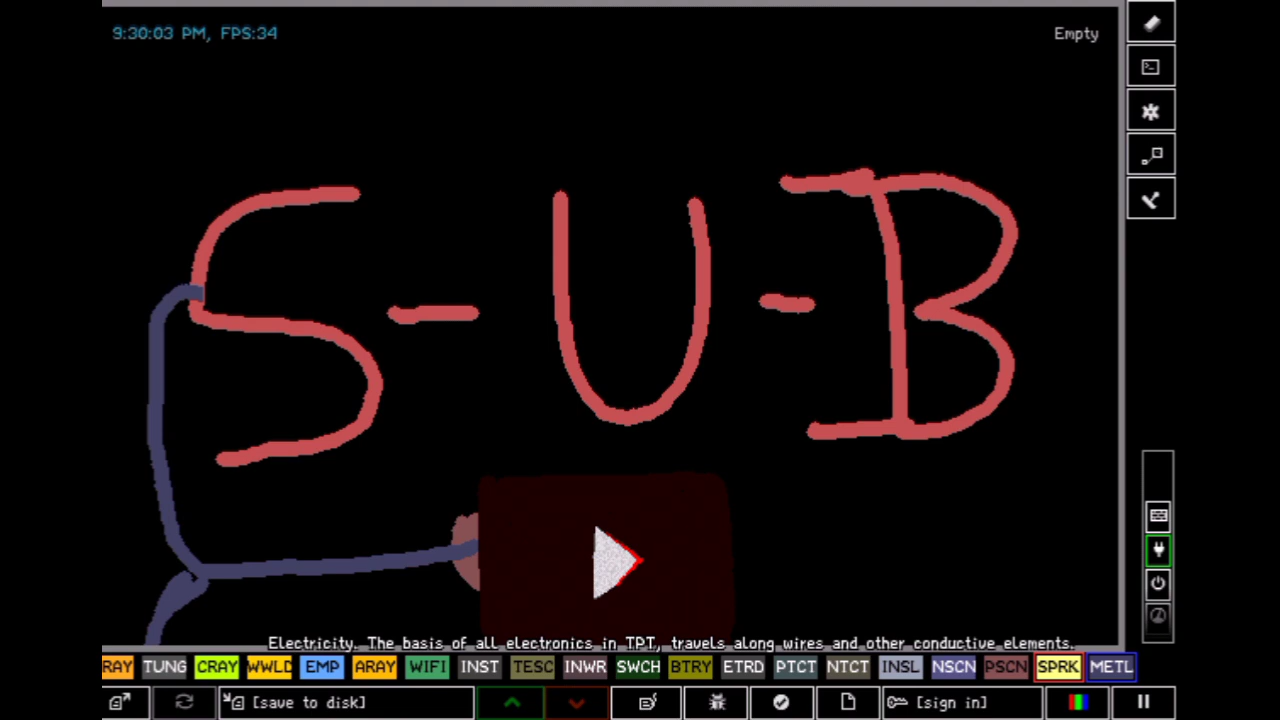 9:30:03 PM, FPS:34
Empty
S-U-B
Electricity. The basis of all electronics in TPT, travels along wires and other conductive elements.
RAY TUNG CRAY WWLD EMP ARAY WIFI INST TESC INWR SWCH BTRY ETRD PTCT NTCT INSL NSCN PSCN SPRK METL
[save to disk] [sign in]